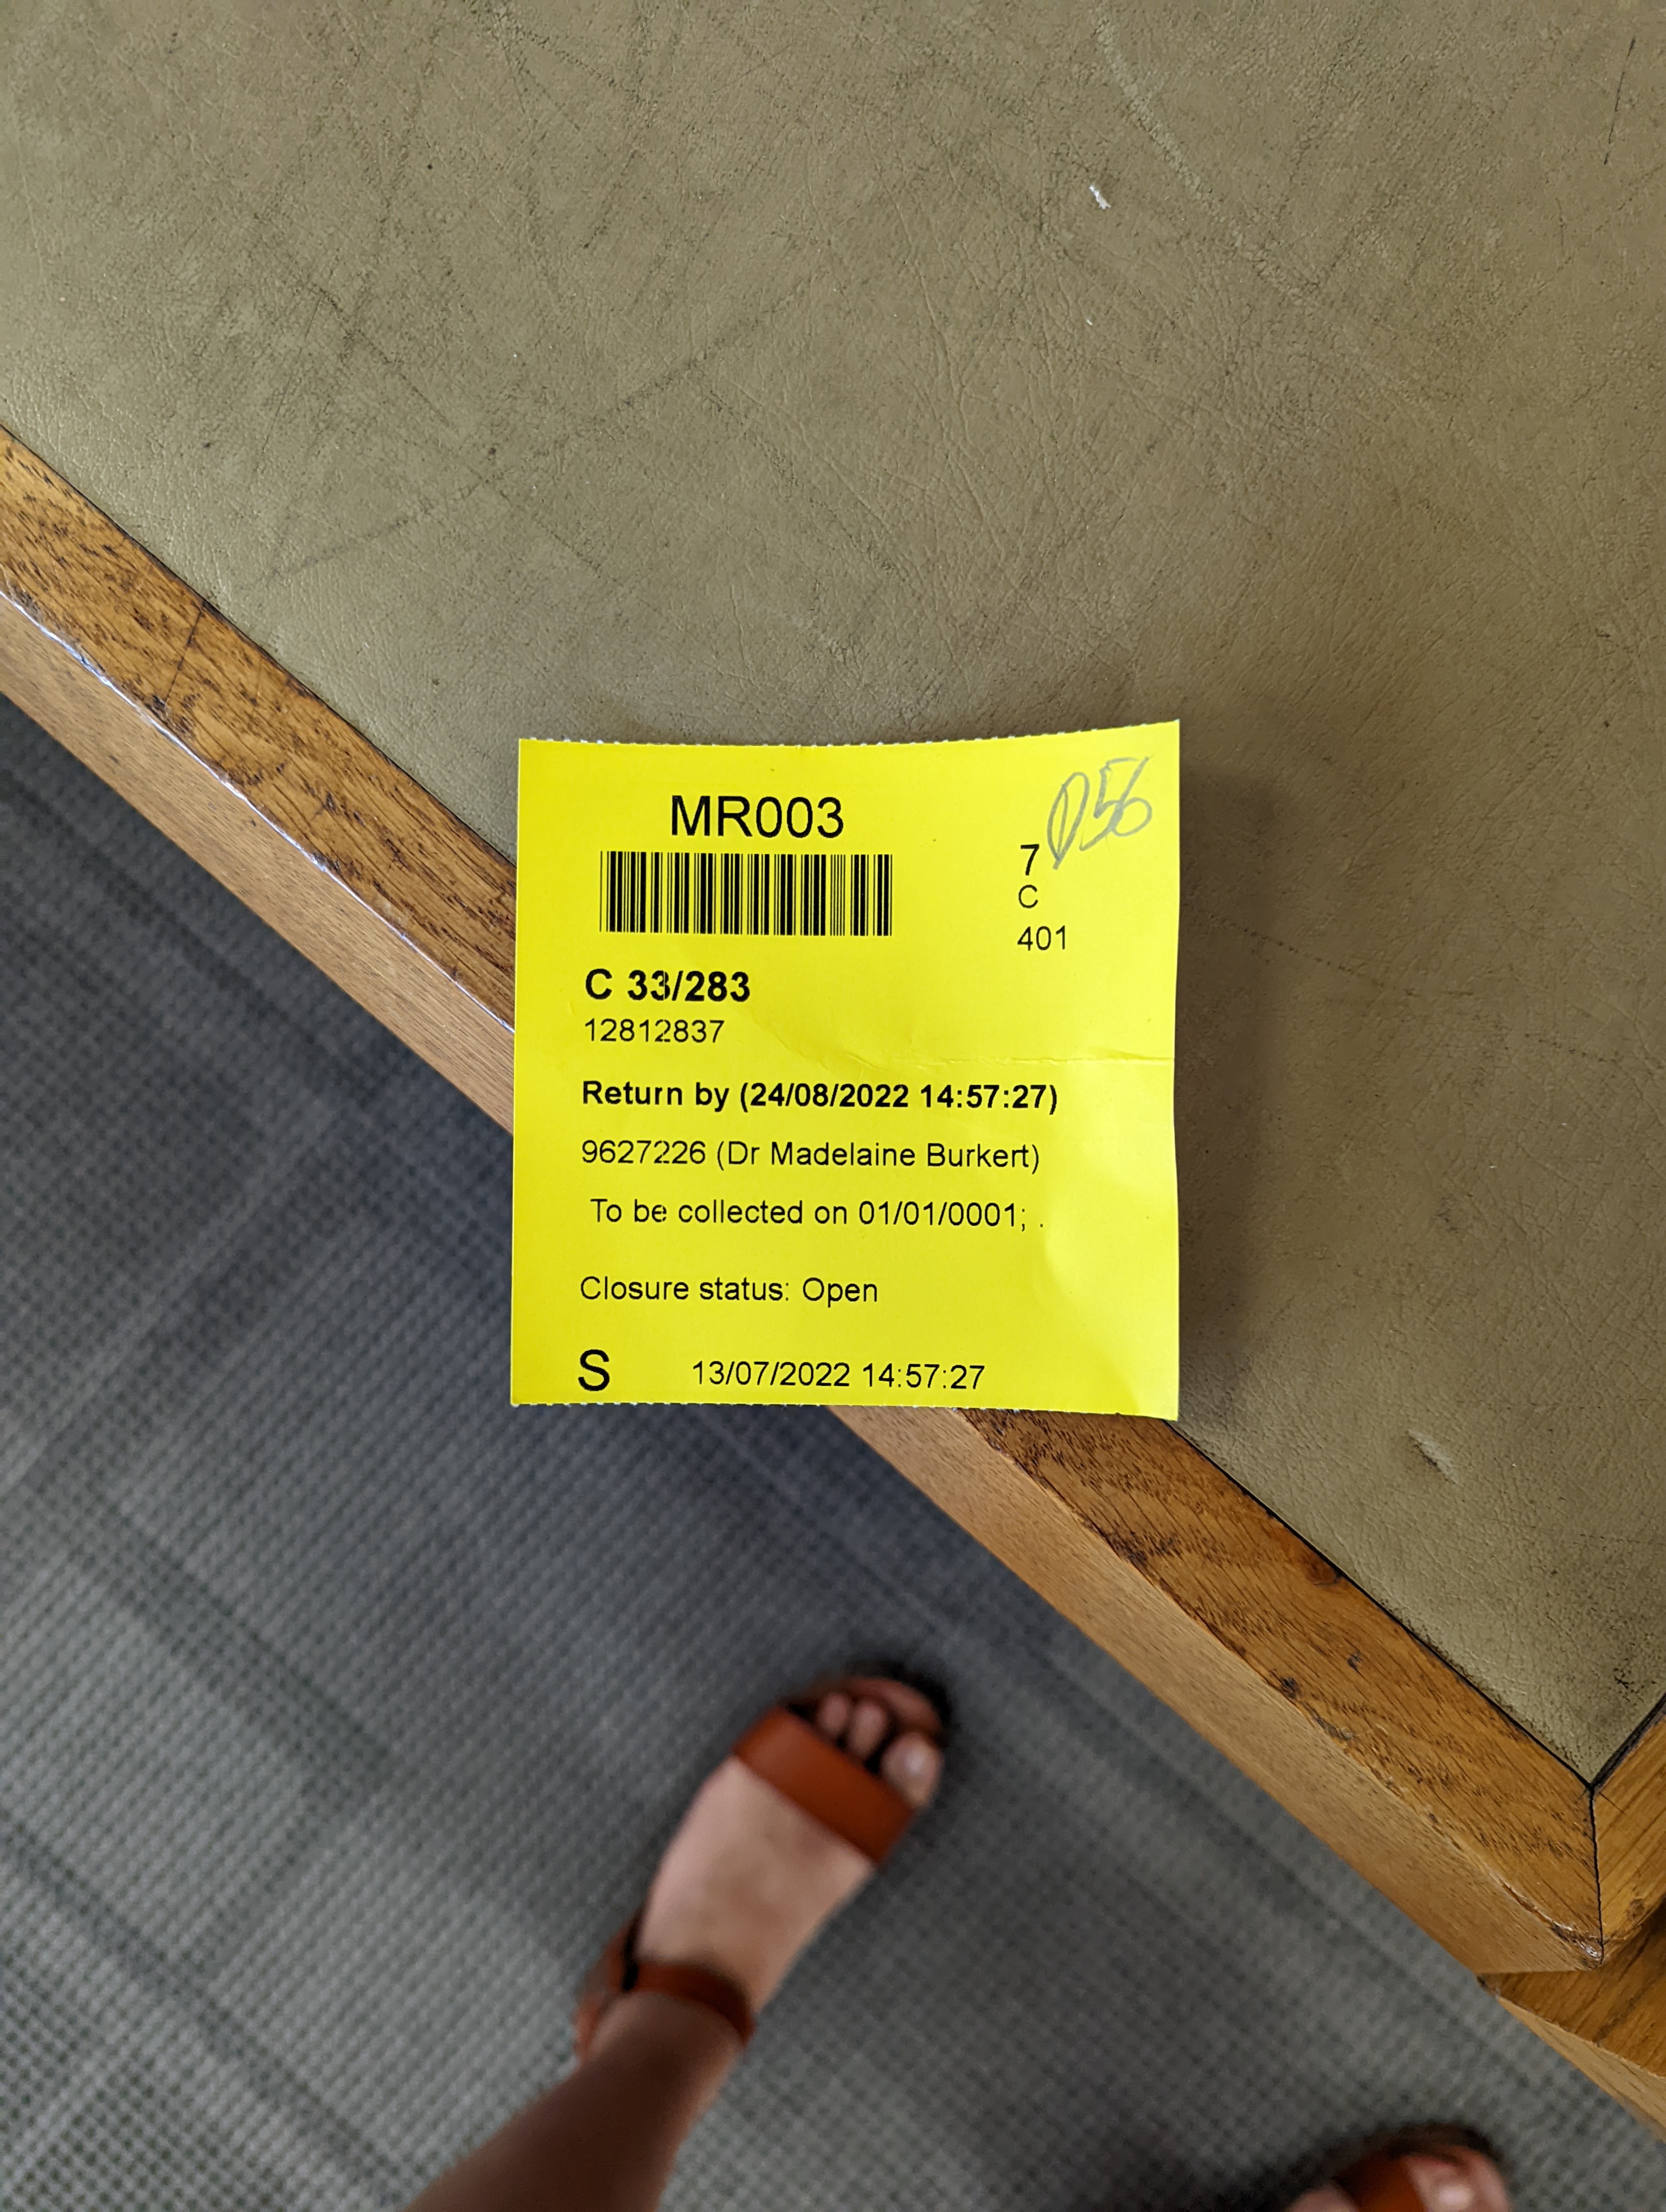 MR003
D56
7
C
401
C 33/283
12812837
Return by (24/08/2022 14:57:27)
9627226 (Dr Madelaine Burkert)
To be collected on 01/01/0001; .
Closure status: Open
S 13/07/2022 14:57:27